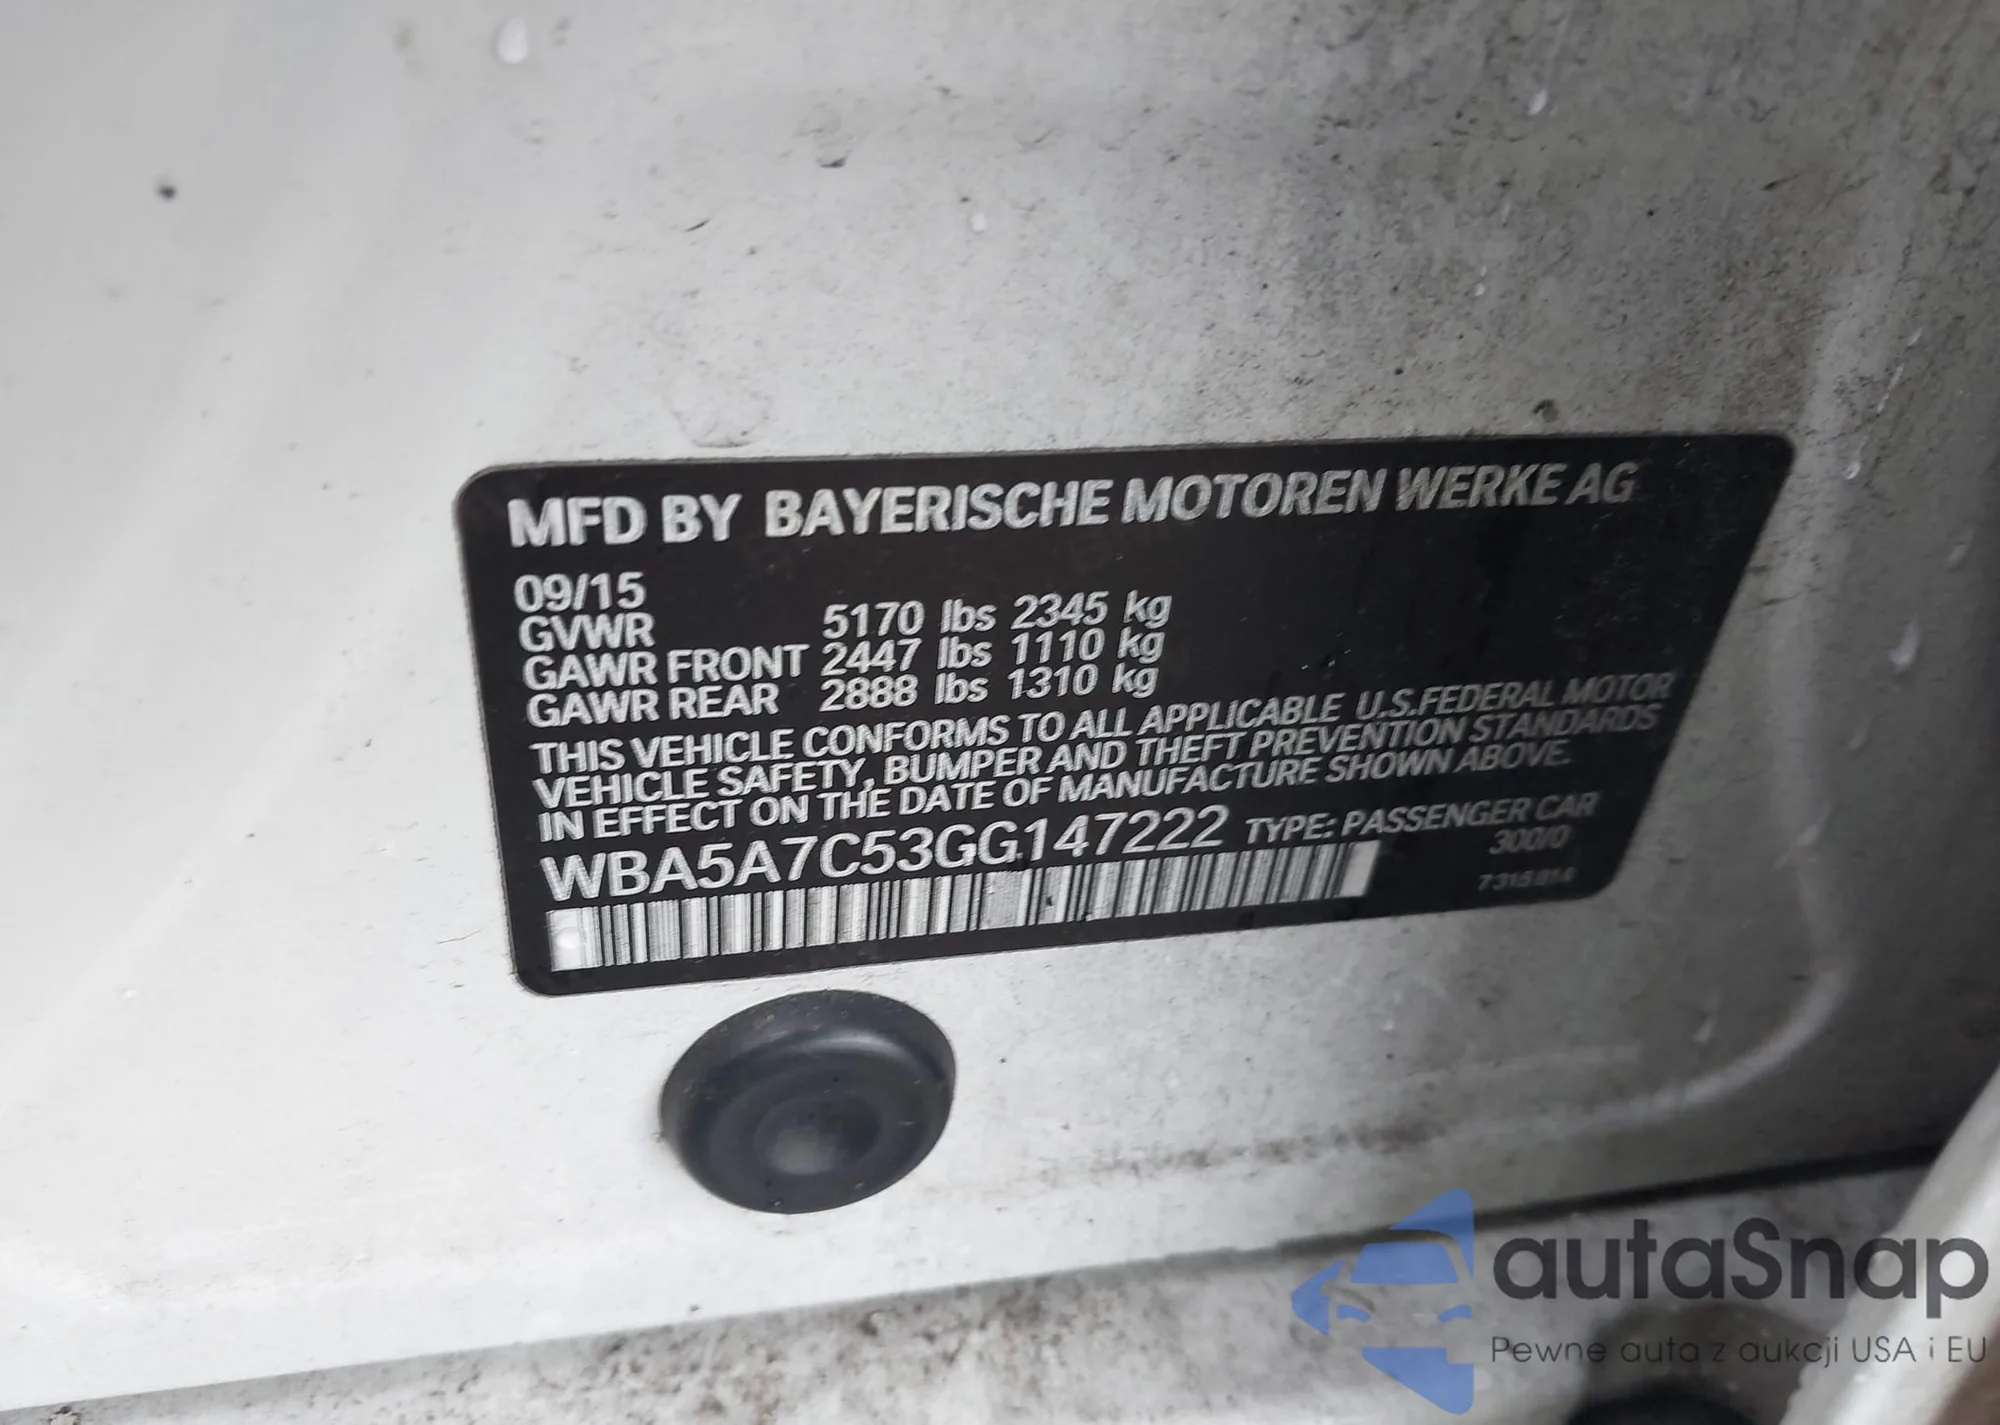 MFD BY BAYERISCHE MOTOREN WERKE AG
09/15
GVWR 5170 lbs 2345 kg
GAWR FRONT 2447 lbs 1110 kg
GAWR REAR 2888 lbs 1310 kg
THIS VEHICLE CONFORMS TO ALL APPLICABLE U.S.FEDERAL MOTOR
VEHICLE SAFETY, BUMPER AND THEFT PREVENTION STANDARDS
IN EFFECT ON THE DATE OF MANUFACTURE SHOWN ABOVE.
WBA5A7C53GG147222 TYPE: PASSENGER CAR
300/0
7 315 814
autaSnap
Pewne auta z aukcji USA i EU